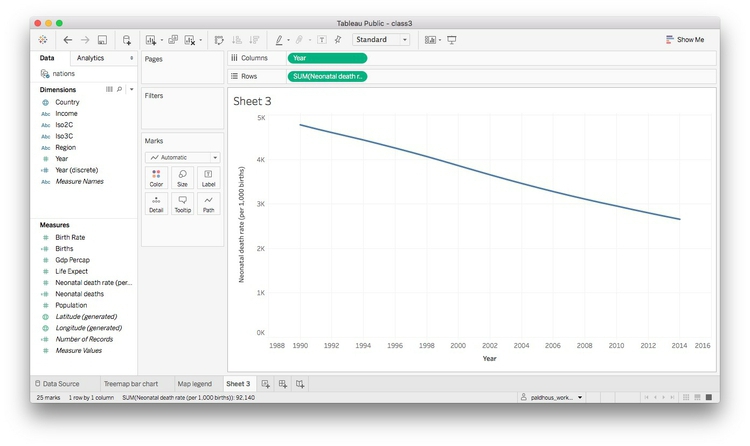 Tableau Public - class3
Standard
Show Me
Data
Analytics
nations
Dimensions
Abc
Country
Income
Iso2C
Iso3C
Region
Year
Year (discrete)
Measure Names
Measures
Birth Rate
Births
Gdp Percap
Life Expect
Neonatal death rate (per...
Neonatal deaths
Population
Latitude (generated)
Longitude (generated)
Number of Records
Measure Values
Pages
Filters
Marks
Automatic
Color
Size
Label
Detail
Tooltip
Path
Columns
Year
Rows
SUM(Neonatal death r..
Sheet 3
Neonatal death rate (per 1,000 births)
5K
4K
3K
2K
1K
0K
1988 1990 1992 1994 1996 1998 2000 2002 2004 2006 2008 2010 2012 2014 2016
Year
Data Source
Treemap bar chart
Map legend
Sheet 3
25 marks
1 row by 1 column
SUM(Neonatal death rate (per 1,000 births)): 92,140
paldhous_work...